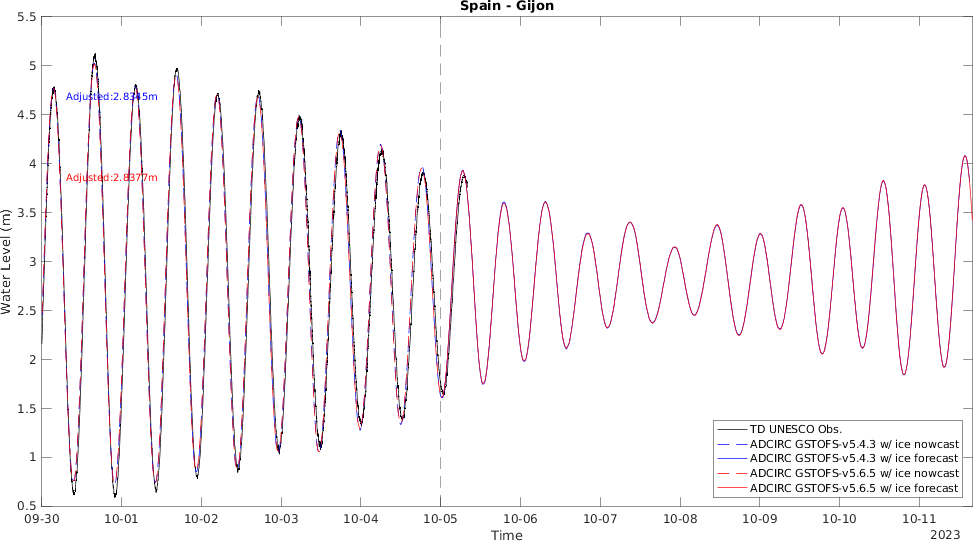 Spain - Gijon
5.5
5
4.5
4
3.5
3
2.5
2
1.5
1
0.5
Water Level (m)
Adjusted:2.8345m
Adjusted:2.8377m
TD UNESCO Obs.
ADCIRC GSTOFS-v5.4.3 w/ ice nowcast
ADCIRC GSTOFS-v5.4.3 w/ ice forecast
ADCIRC GSTOFS-v5.6.5 w/ ice nowcast
ADCIRC GSTOFS-v5.6.5 w/ ice forecast
09-30 10-01 10-02 10-03 10-04 10-05 10-06 10-07 10-08 10-09 10-10 10-11
Time
2023